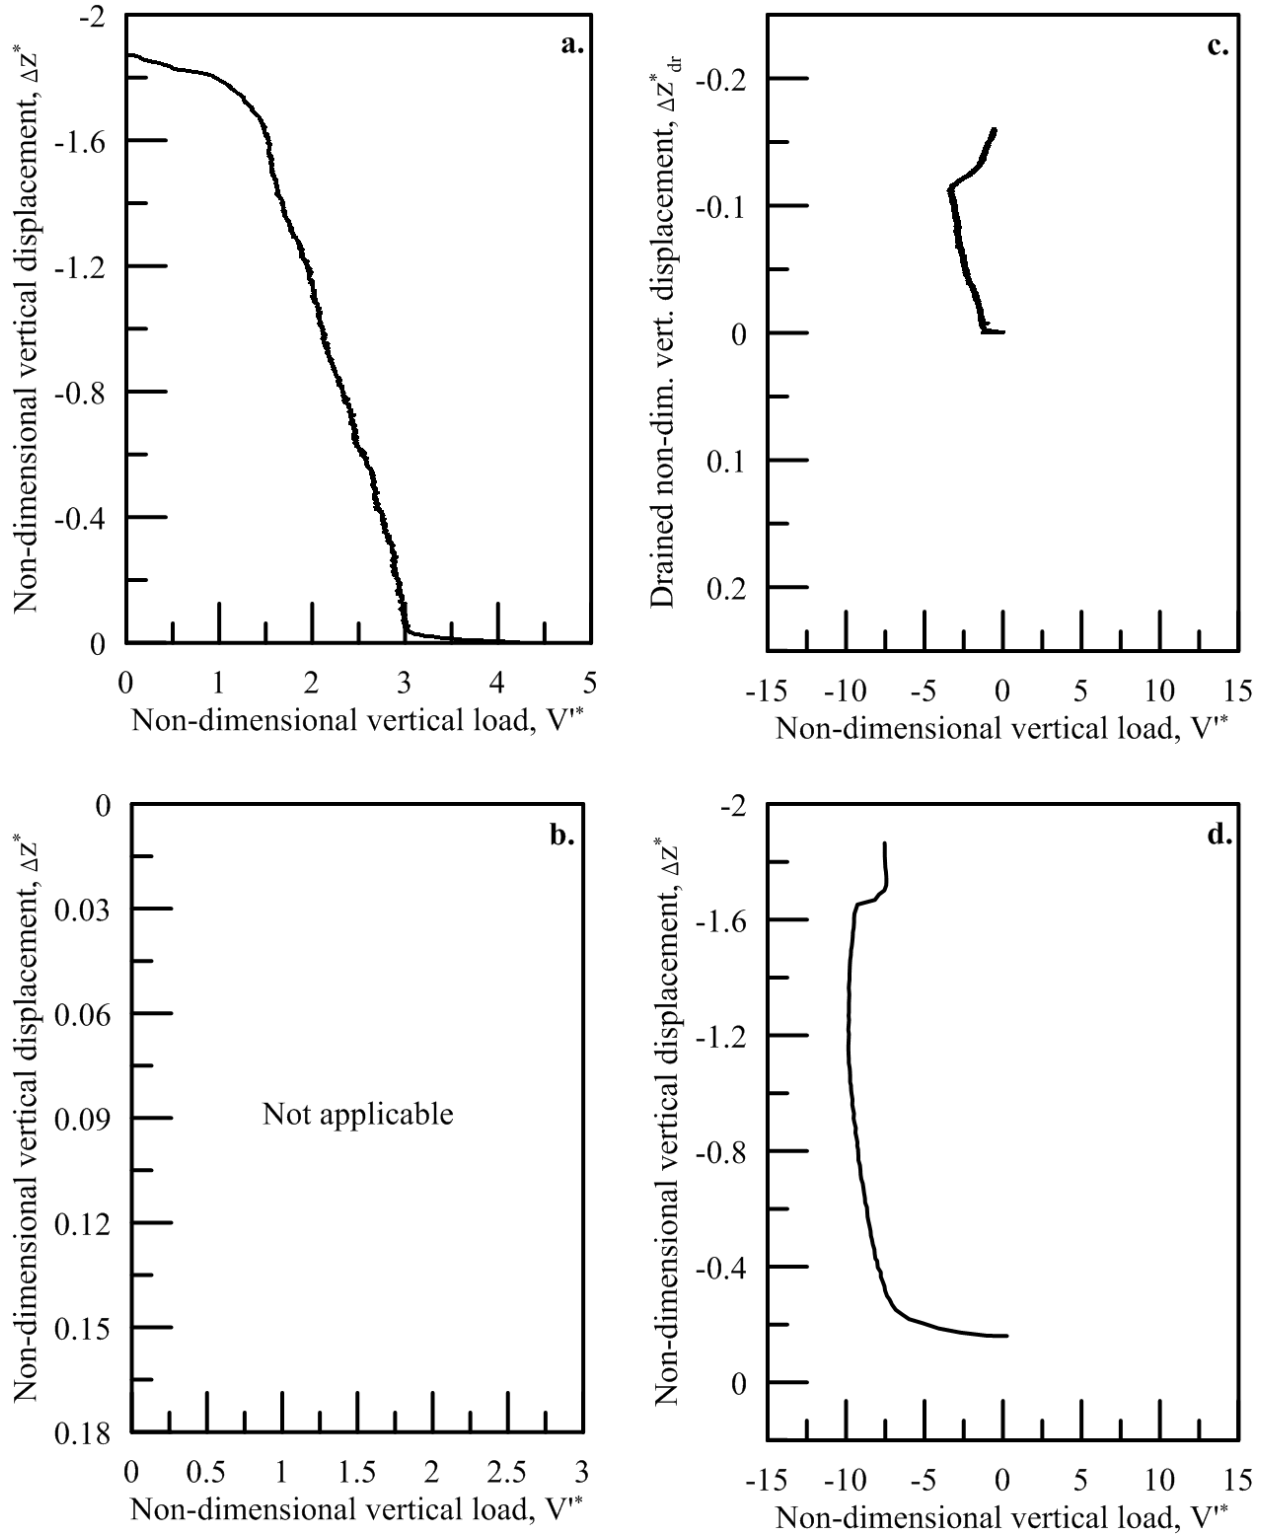 a.
Non-dimensional vertical displacement, Δz*
-2
-1.6
-1.2
-0.8
-0.4
0
0 1 2 3 4 5
Non-dimensional vertical load, V'*
c.
Drained non-dim. vert. displacement, Δz*dr
-0.2
-0.1
0
0.1
0.2
-15 -10 -5 0 5 10 15
Non-dimensional vertical load, V'*
b.
Non-dimensional vertical displacement, Δz*
0
0.03
0.06
0.09
0.12
0.15
0.18
Not applicable
0 0.5 1 1.5 2 2.5 3
Non-dimensional vertical load, V'*
d.
Non-dimensional vertical displacement, Δz*
-2
-1.6
-1.2
-0.8
-0.4
0
-15 -10 -5 0 5 10 15
Non-dimensional vertical load, V'*